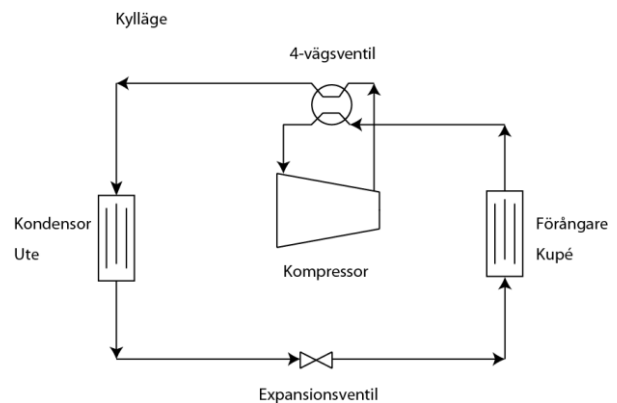 Kylläge
4-vägsventil
Kondensor
Ute
Kompressor
Förångare
Kupé
Expansionsventil